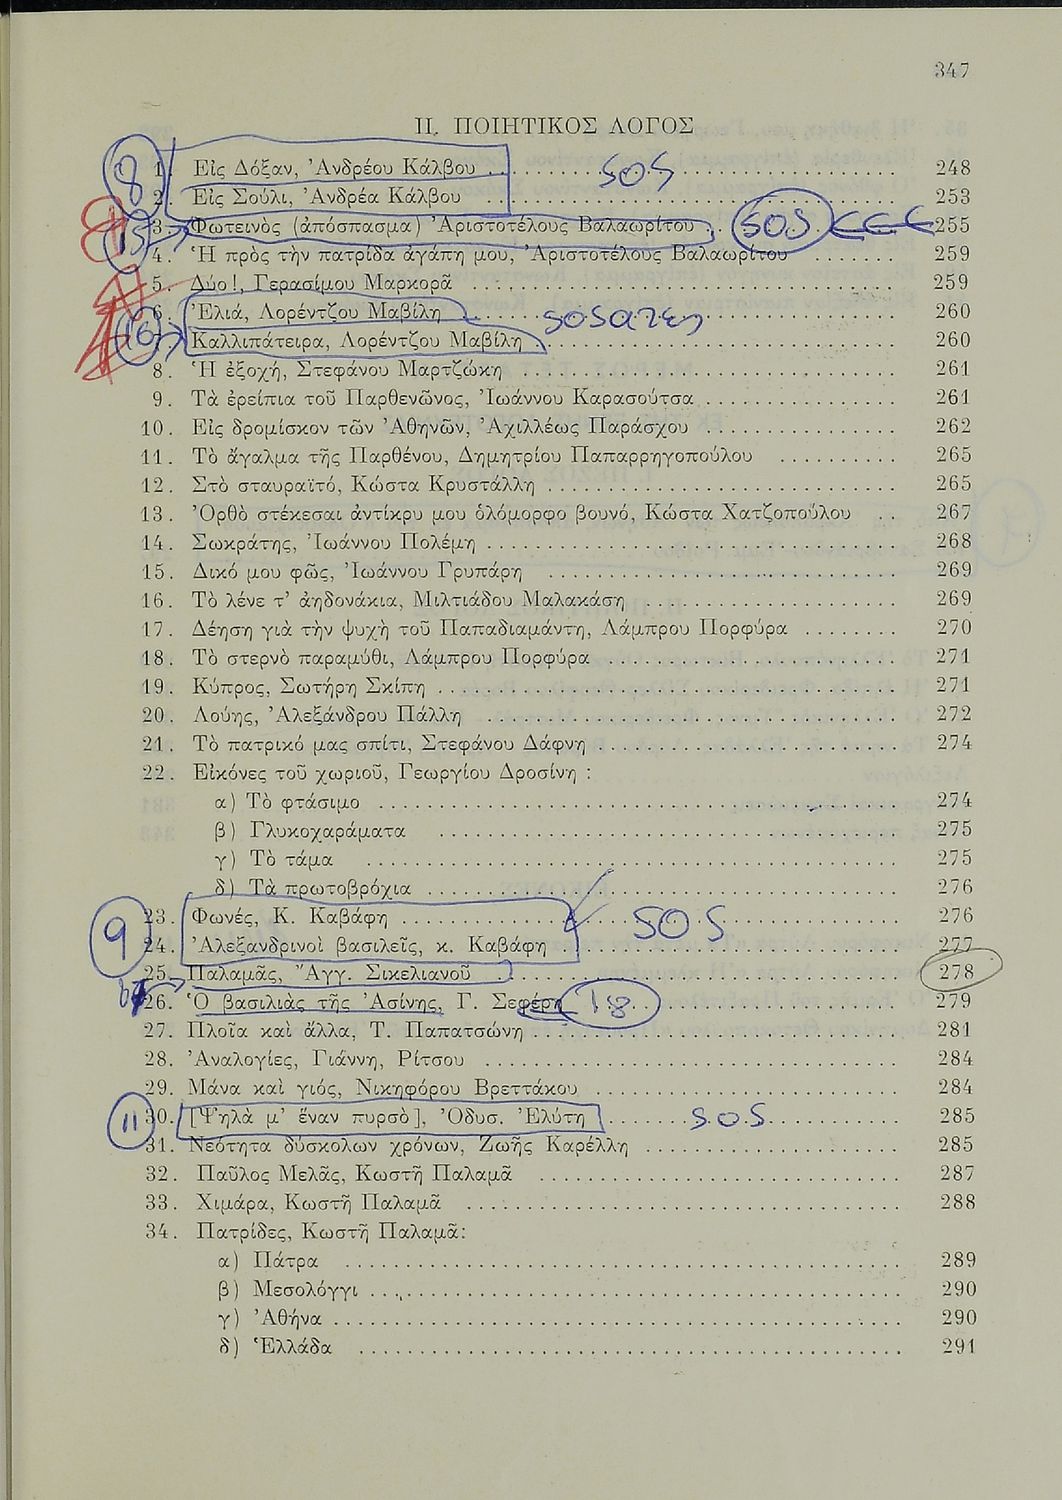 347
II. ΠΟΙΗΤΙΚΟΣ ΛΟΓΟΣ
8 1. Εἰς Δόξαν, Ἀνδρέου Κάλβου . . . . . . . . . . SOS 248
2. Εἰς Σούλι, Ἀνδρέα Κάλβου . . . . . . . . . . 253
15 3. Φωτεινὸς (ἀπόσπασμα) Ἀριστοτέλους Βαλαωρίτου . . SOS 255
4. Ἡ πρὸς τὴν πατρίδα ἀγάπη μου, Ἀριστοτέλους Βαλαωρίτου . . . . . . . 259
5. Δύο!, Γερασίμου Μαρκορᾶ . . . . . . . . . . 259
6. Ἐλιά, Λορέντζου Μαβίλη . . . . . . . . . . 260
16 7. Καλλιπάτειρα, Λορέντζου Μαβίλη . . . . . . . . . . 260
8. Ἡ ἐξοχή, Στεφάνου Μαρτζώκη . . . . . . . . . . 261
9. Τὰ ἐρείπια τοῦ Παρθενῶνος, Ἰωάννου Καρασούτσα . . . . . . . . . . 261
10. Εἰς δρομίσκον τῶν Ἀθηνῶν, Ἀχιλλέως Παράσχου . . . . . . . . . . 262
11. Τὸ ἄγαλμα τῆς Παρθένου, Δημητρίου Παπαρρηγοπούλου . . . . . . . . . . 265
12. Στὸ σταυραϊτό, Κώστα Κρυστάλλη . . . . . . . . . . 265
13. Ὀρθὸ στέκεσαι ἀντίκρυ μου ὁλόμορφο βουνό, Κώστα Χατζοπούλου . . 267
14. Σωκράτης, Ἰωάννου Πολέμη . . . . . . . . . . 268
15. Δικό μου φῶς, Ἰωάννου Γρυπάρη . . . . . . . . . . 269
16. Τὸ λένε τ' ἀηδονάκια, Μιλτιάδου Μαλακάση . . . . . . . . . . 269
17. Δέηση γιὰ τὴν ψυχὴ τοῦ Παπαδιαμάντη, Λάμπρου Πορφύρα . . . . . . . . 270
18. Τὸ στερνὸ παραμύθι, Λάμπρου Πορφύρα . . . . . . . . . . 271
19. Κύπρος, Σωτήρη Σκίπη . . . . . . . . . . 271
20. Λούης, Ἀλεξάνδρου Πάλλη . . . . . . . . . . 272
21. Τὸ πατρικό μας σπίτι, Στεφάνου Δάφνη . . . . . . . . . . 274
22. Εἰκόνες τοῦ χωριοῦ, Γεωργίου Δροσίνη :
α) Τὸ φτάσιμο . . . . . . . . . . 274
β) Γλυκοχαράματα . . . . . . . . . . 275
γ) Τὸ τάμα . . . . . . . . . . 275
δ) Τὰ πρωτοβρόχια . . . . . . . . . . 276
9 23. Φωνές, Κ. Καβάφη . . . . . . . . . . SOS 276
24. Ἀλεξανδρινοὶ βασιλεῖς, κ. Καβάφη . . . . . . . . . . 277
25. Παλαμᾶς, Ἄγγ. Σικελιανοῦ . . . . . . . . . . 278
26. Ὁ βασιλιὰς τῆς Ἀσίνης, Γ. Σεφέρη 18 . . . . . . . . . . 279
27. Πλοῖα καὶ ἄλλα, Τ. Παπατσώνη . . . . . . . . . . 281
28. Ἀναλογίες, Γιάννη, Ρίτσου . . . . . . . . . . 284
29. Μάνα καὶ γιός, Νικηφόρου Βρεττάκου . . . . . . . . . . 284
11 30. [Ψηλὰ μ' ἕναν πυρσὸ], Ὀδυσ. Ἐλύτη . . . . . . S.O.S 285
31. Νεότητα δύσκολων χρόνων, Ζωῆς Καρέλλη . . . . . . . . . . 285
32. Παῦλος Μελᾶς, Κωστῆ Παλαμᾶ . . . . . . . . . . 287
33. Χιμάρα, Κωστῆ Παλαμᾶ . . . . . . . . . . 288
34. Πατρίδες, Κωστῆ Παλαμᾶ:
α) Πάτρα . . . . . . . . . . 289
β) Μεσολόγγι . . . . . . . . . . 290
γ) Ἀθήνα . . . . . . . . . . 290
δ) Ἑλλάδα . . . . . . . . . . 291